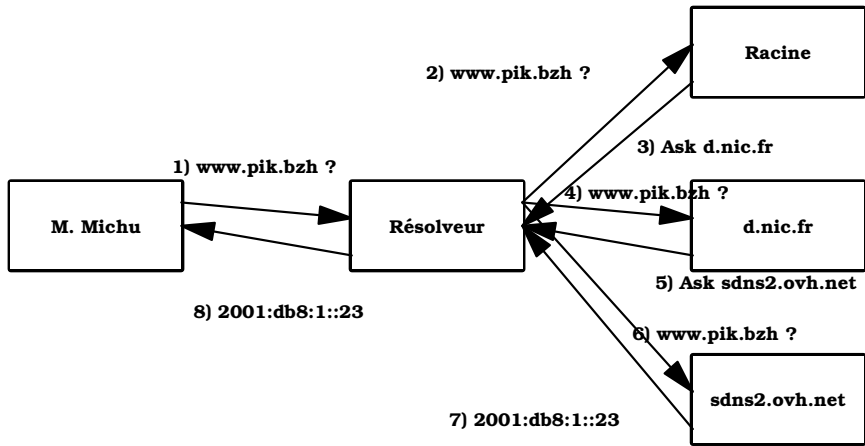 Racine
2) www.pik.bzh ?
3) Ask d.nic.fr
1) www.pik.bzh ?
4) www.pik.bzh ?
M. Michu
Résolveur
d.nic.fr
5) Ask sdns2.ovh.net
8) 2001:db8:1::23
6) www.pik.bzh ?
sdns2.ovh.net
7) 2001:db8:1::23